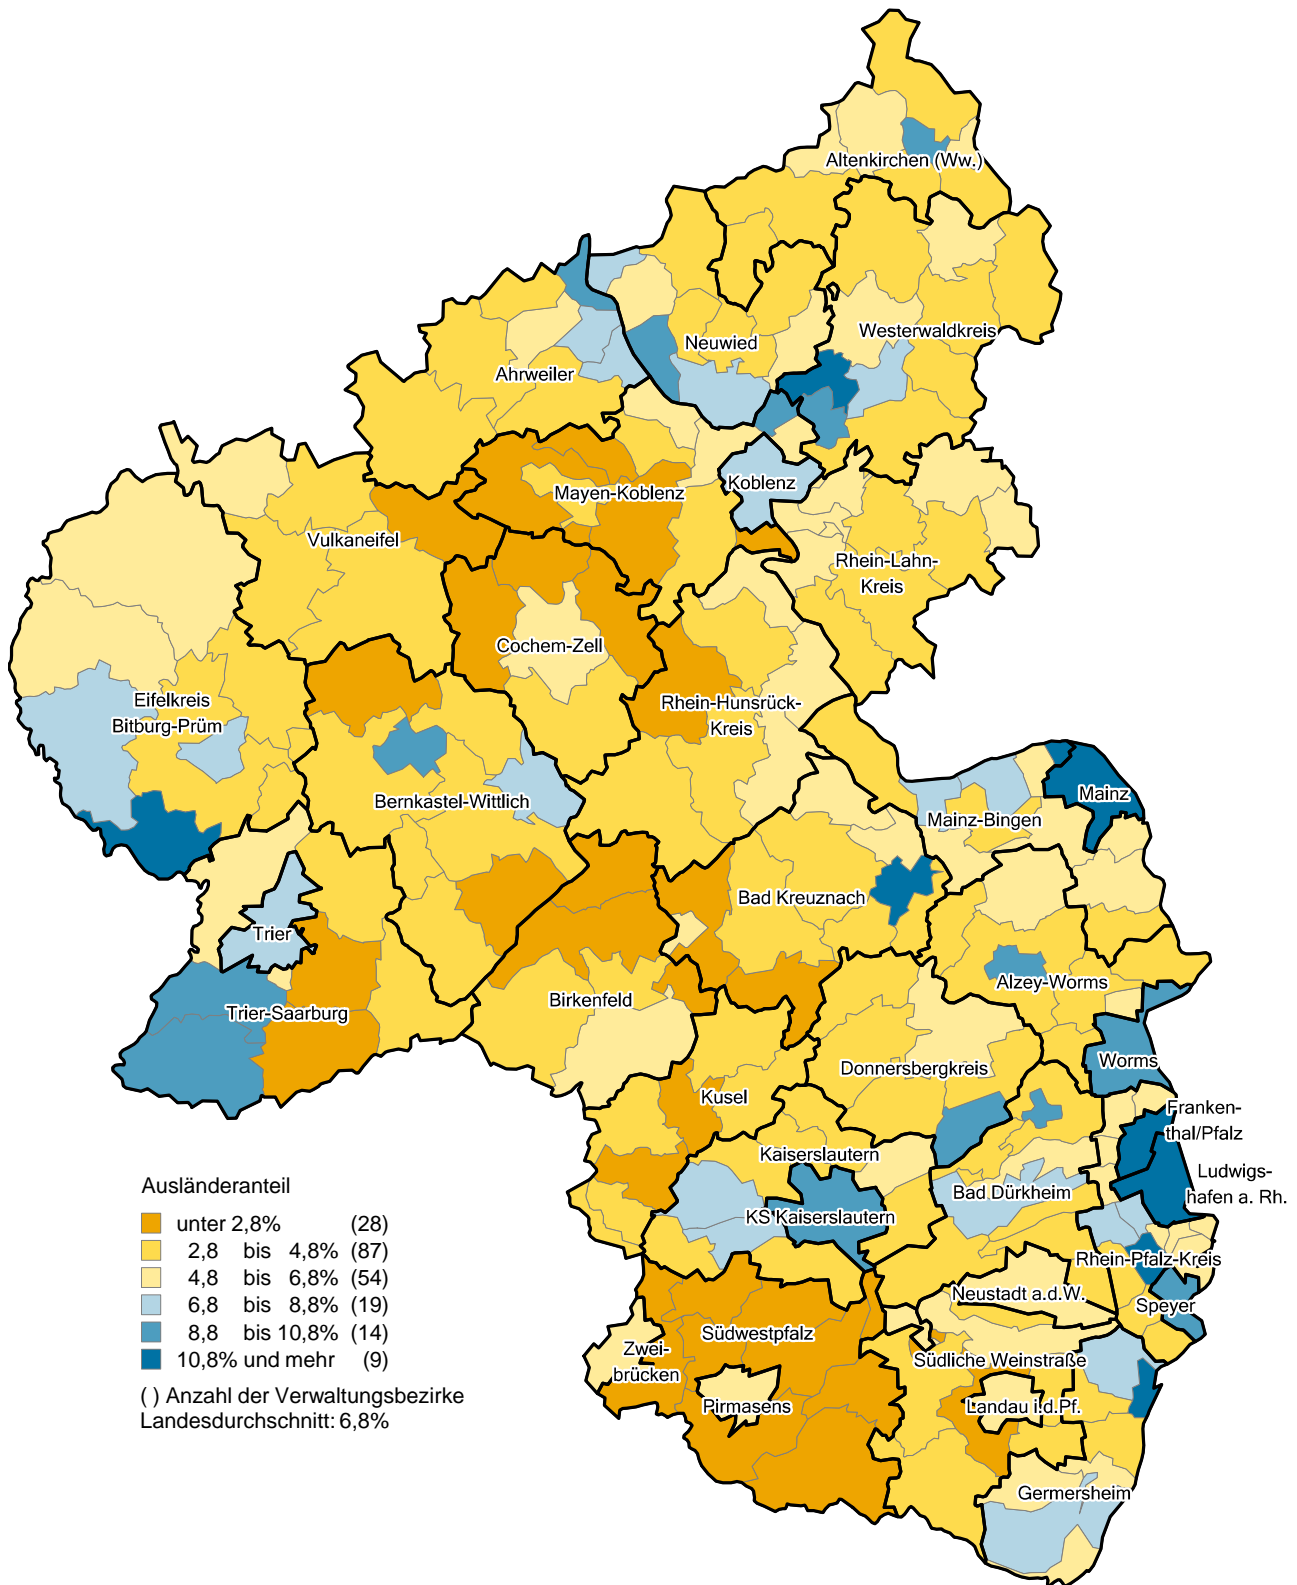 Altenkirchen (Ww.)
Westerwaldkreis
Neuwied
Ahrweiler
Mayen-Koblenz
Koblenz
Vulkaneifel
Rhein-Lahn-
Kreis
Cochem-Zell
Eifelkreis
Bitburg-Prüm
Rhein-Hunsrück-
Kreis
Bernkastel-Wittlich
Mainz
Mainz-Bingen
Bad Kreuznach
Trier
Alzey-Worms
Birkenfeld
Trier-Saarburg
Worms
Donnersbergkreis
Kusel
Franken-
thal/Pfalz
Kaiserslautern
Ludwigs-
hafen a. Rh.
Bad Dürkheim
KS Kaiserslautern
Rhein-Pfalz-Kreis
Neustadt a.d.W.
Speyer
Südwestpfalz
Zwei-
brücken
Südliche Weinstraße
Pirmasens
Landau i.d.Pf.
Germersheim
Ausländeranteil
unter 2,8% (28)
2,8 bis 4,8% (87)
4,8 bis 6,8% (54)
6,8 bis 8,8% (19)
8,8 bis 10,8% (14)
10,8% und mehr (9)
( ) Anzahl der Verwaltungsbezirke
Landesdurchschnitt: 6,8%